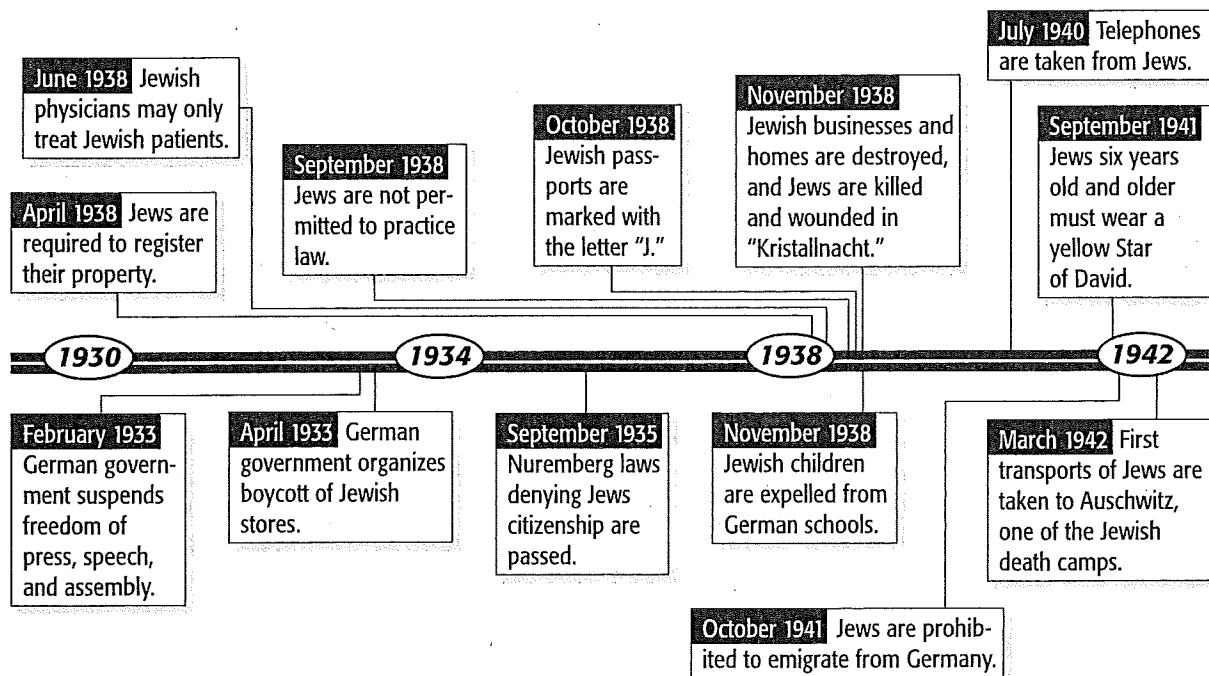 July 1940 Telephones
are taken from Jews.
June 1938 Jewish
physicians may only
treat Jewish patients.
November 1938
Jewish businesses and
homes are destroyed,
and Jews are killed
and wounded in
"Kristallnacht."
October 1938
Jewish pass-
ports are
marked with
the letter "J."
September 1941
Jews six years
old and older
must wear a
yellow Star
of David.
September 1938
Jews are not per-
mitted to practice
law.
April 1938 Jews are
required to register
their property.
1930
1934
1938
1942
February 1933
German govern-
ment suspends
freedom of
press, speech,
and assembly.
April 1933 German
government organizes
boycott of Jewish
stores.
September 1935
Nuremberg laws
denying Jews
citizenship are
passed.
November 1938
Jewish children
are expelled from
German schools.
March 1942 First
transports of Jews are
taken to Auschwitz,
one of the Jewish
death camps.
October 1941 Jews are prohib-
ited to emigrate from Germany.